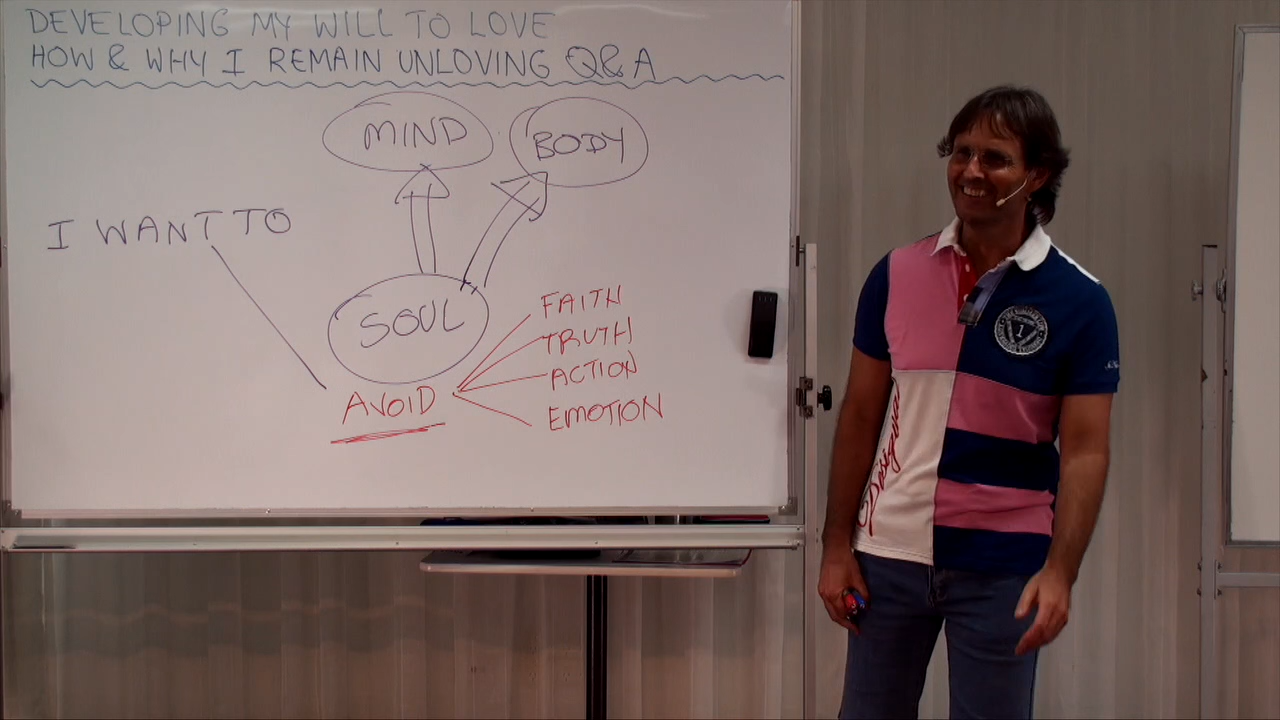 DEVELOPING MY WILL TO LOVE
HOW & WHY I REMAIN UNLOVING Q&A
MIND
BODY
I WANT TO
SOUL
AVOID
FAITH
TRUTH
ACTION
EMOTION
1